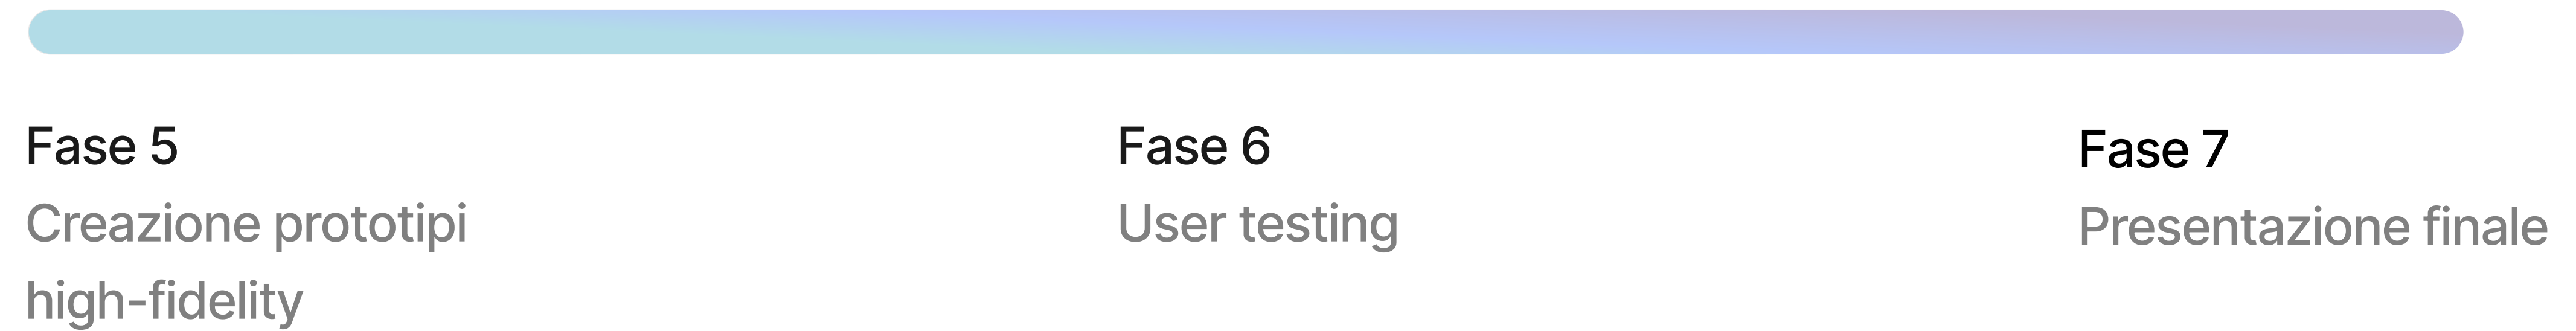 Fase 5
Creazione prototipi
high-fidelity
Fase 6
User testing
Fase 7
Presentazione finale